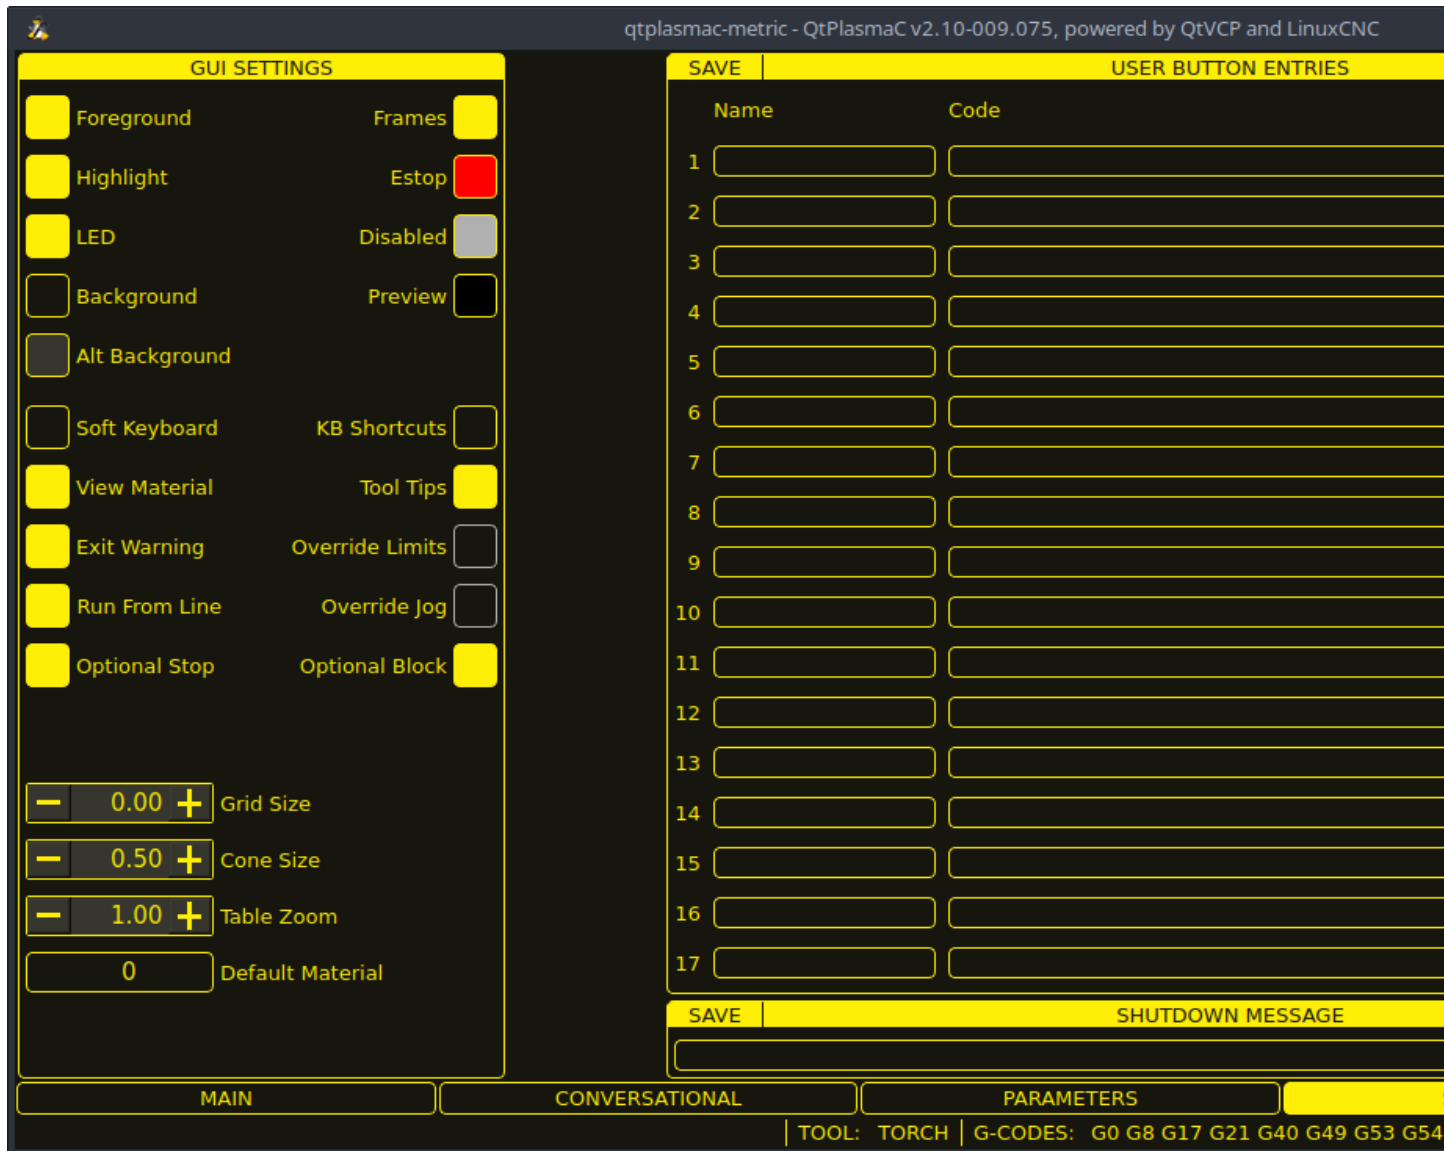 qtplasmac-metric - QtPlasmaC v2.10-009.075, powered by QtVCP and LinuxCNC
GUI SETTINGS
Foreground Frames
Highlight Estop
LED Disabled
Background Preview
Alt Background
Soft Keyboard KB Shortcuts
View Material Tool Tips
Exit Warning Override Limits
Run From Line Override Jog
Optional Stop Optional Block
− 0.00 + Grid Size
− 0.50 + Cone Size
− 1.00 + Table Zoom
0 Default Material
SAVE USER BUTTON ENTRIES
Name Code
1
2
3
4
5
6
7
8
9
10
11
12
13
14
15
16
17
SAVE SHUTDOWN MESSAGE
MAIN CONVERSATIONAL PARAMETERS
TOOL: TORCH G-CODES: G0 G8 G17 G21 G40 G49 G53 G54